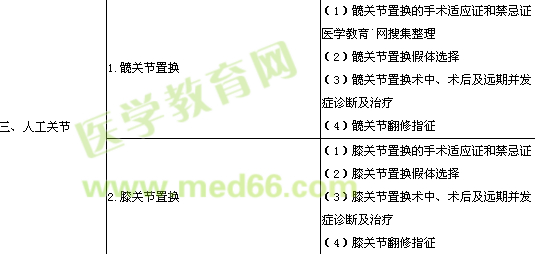 （1）髋关节置换的手术适应证和禁忌证
医学教育`网搜集整理
1.髋关节置换
（2）髋关节置换假体选择
（3）髋关节置换术中、术后及远期并发
症诊断及治疗
（4）髋关节翻修指征
三、人工关节
（1）膝关节置换的手术适应证和禁忌证
（2）膝关节置换假体选择
2.膝关节置换
（3）膝关节置换术中、术后及远期并发
症诊断及治疗
（4）膝关节翻修指征
医学教育网
www.med66.com